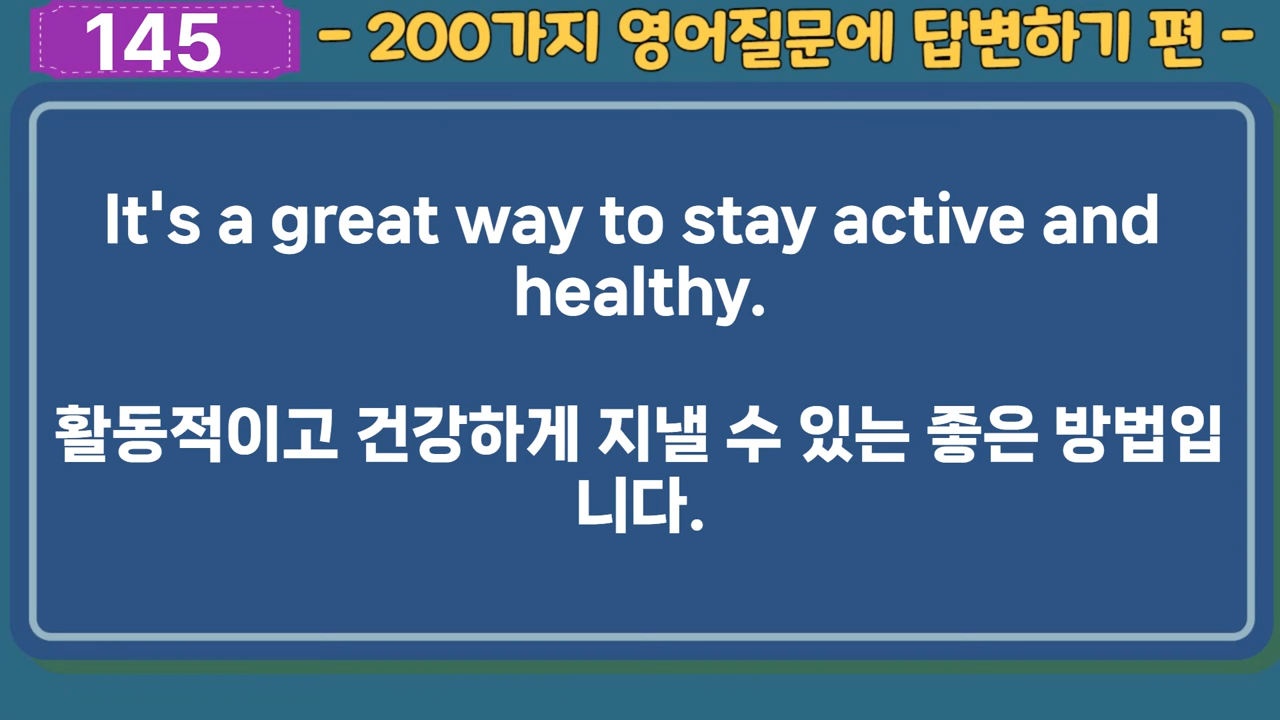 145
- 200가지 영어질문에 답변하기 편 -
It's a great way to stay active and
healthy.
활동적이고 건강하게 지낼 수 있는 좋은 방법입
니다.